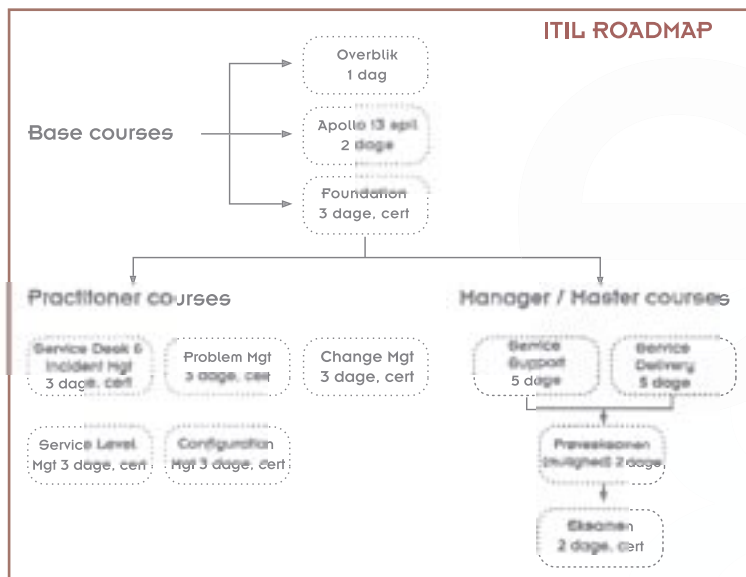 ITIL ROADMAP
Overblik
1 dag
Base courses
Apollo 13 spil
2 dage
Foundation
3 dage, cert
Practitoner courses
Manager / Master courses
Service Desk &
Incident Mgt
3 dage, cert
Problem Mgt
3 dage, cert
Change Mgt
3 dage, cert
Service
Support
5 dage
Service
Delivery
5 dage
Service Level
Mgt 3 dage, cert
Configuration
Mgt 3 dage, cert
Prøveeksamen
(mulighed) 2 dage
Eksamen
2 dage, cert